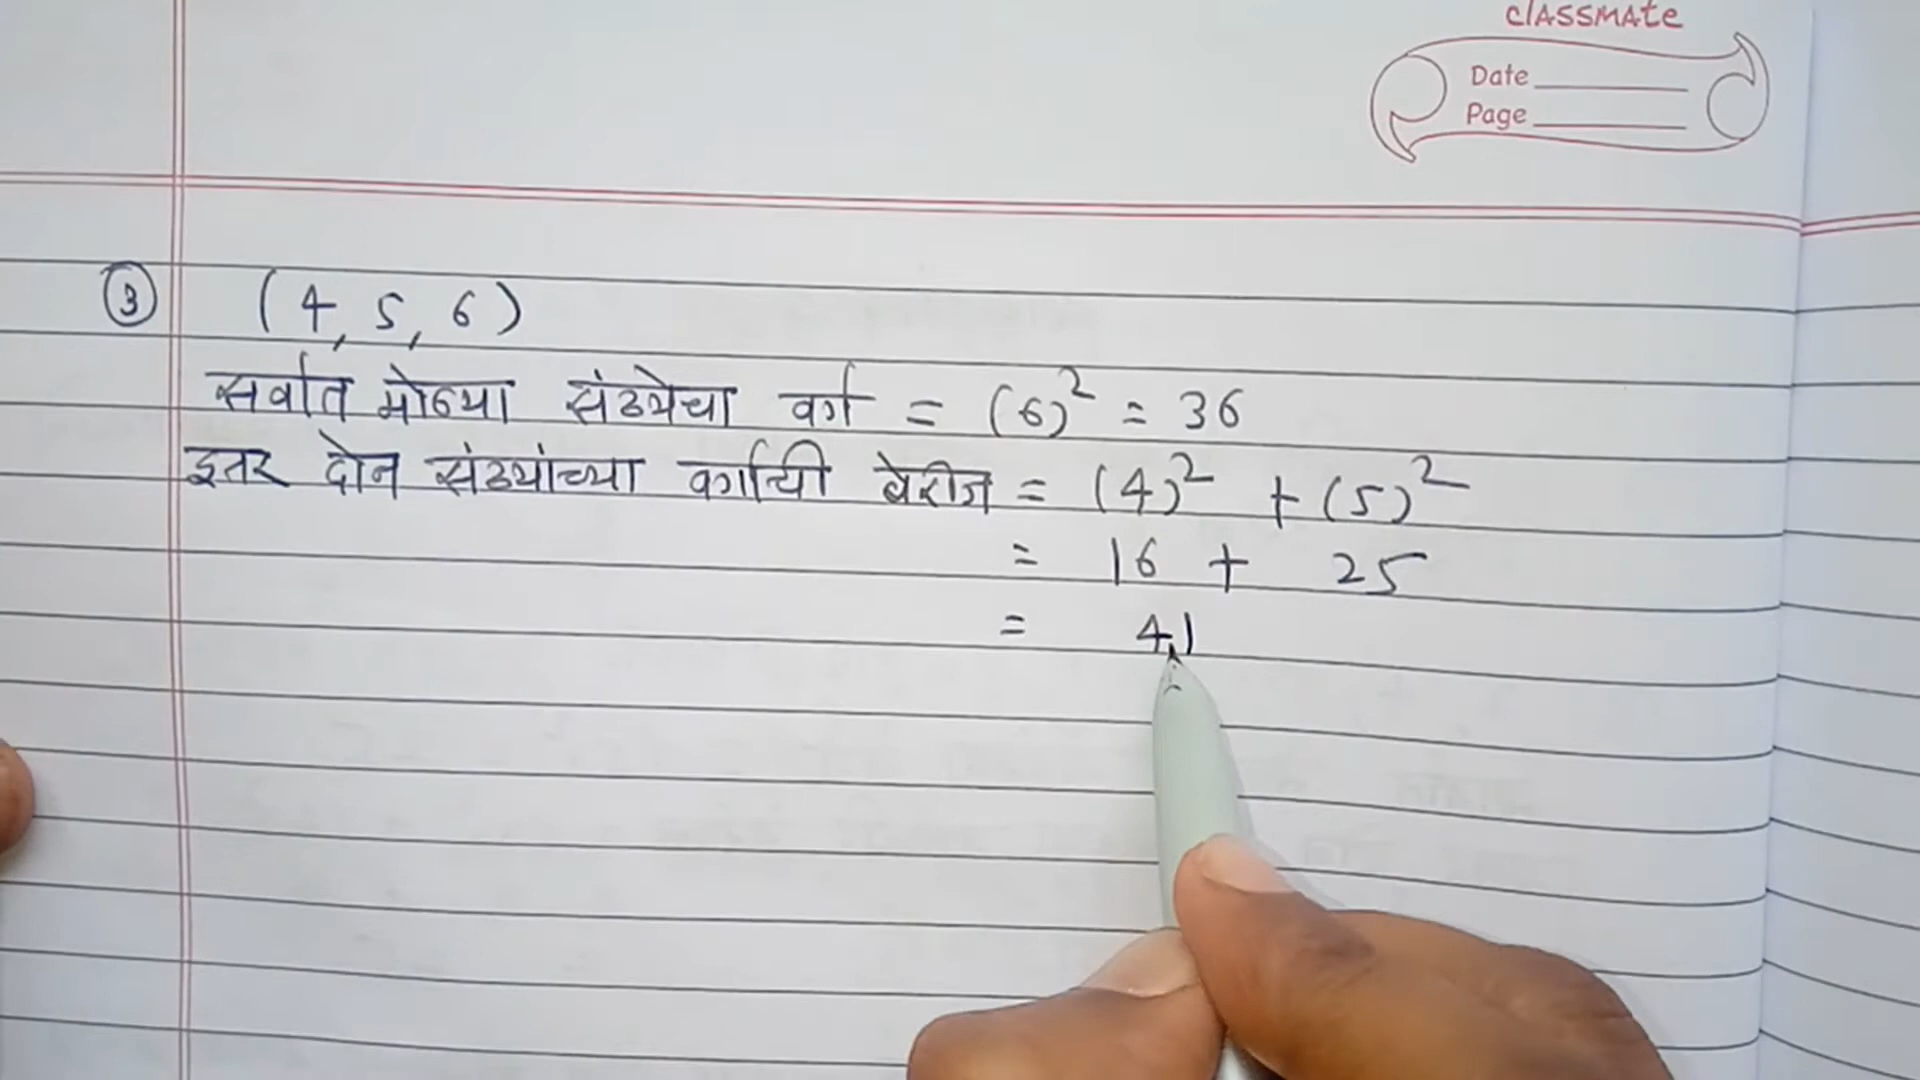 classmate
Date
Page
③ (4, 5, 6)
सर्वात मोठ्या संख्येचा वर्ग = (6)² = 36
इतर दोन संख्यांच्या वर्गाची बेरीज = (4)² + (5)²
= 16 + 25
= 41